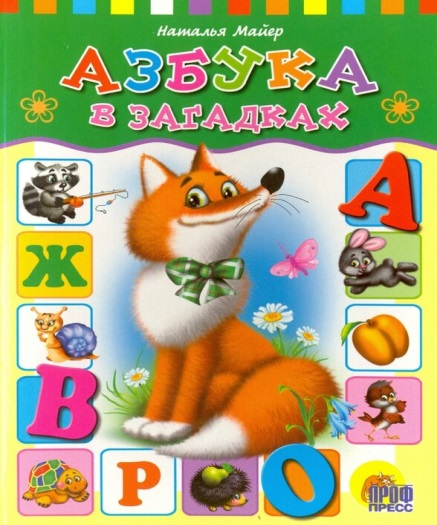 Наталья Майер
АЗБУКА
В ЗАГАДКАХ
А
Ж
В
Р
О
ПРОФ
ПРЕСС